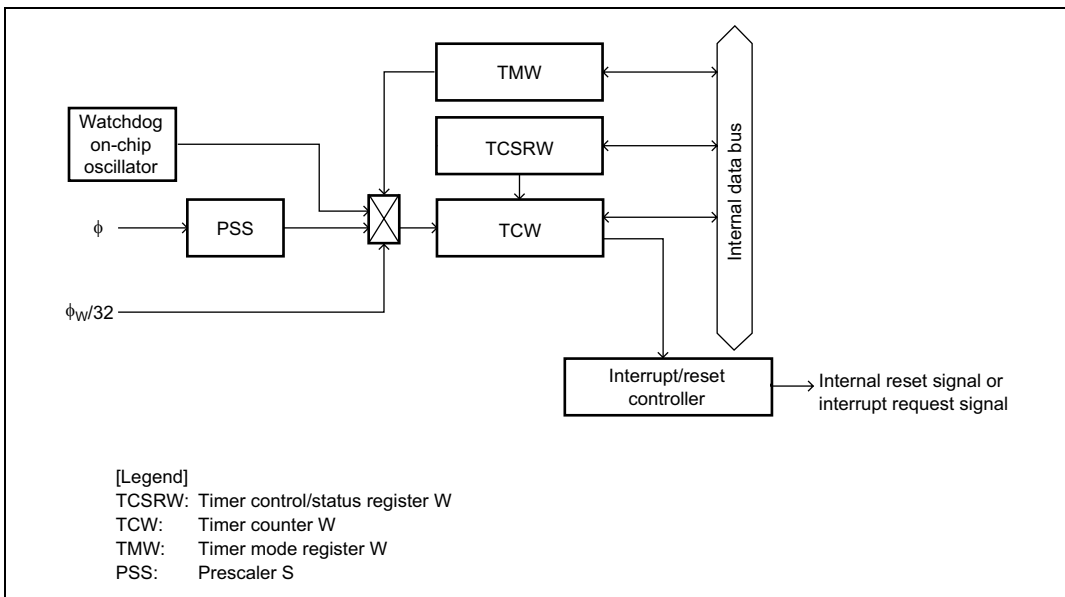 TMW
Watchdog
on-chip
oscillator
TCSRW
Internal data bus
ϕ
PSS
TCW
ϕW/32
Interrupt/reset
controller
Internal reset signal or
interrupt request signal
[Legend]
TCSRW: Timer control/status register W
TCW: Timer counter W
TMW: Timer mode register W
PSS: Prescaler S